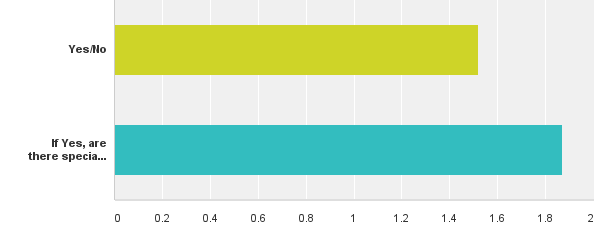 Yes/No
If Yes, are
there specia...
0 0.2 0.4 0.6 0.8 1 1.2 1.4 1.6 1.8 2